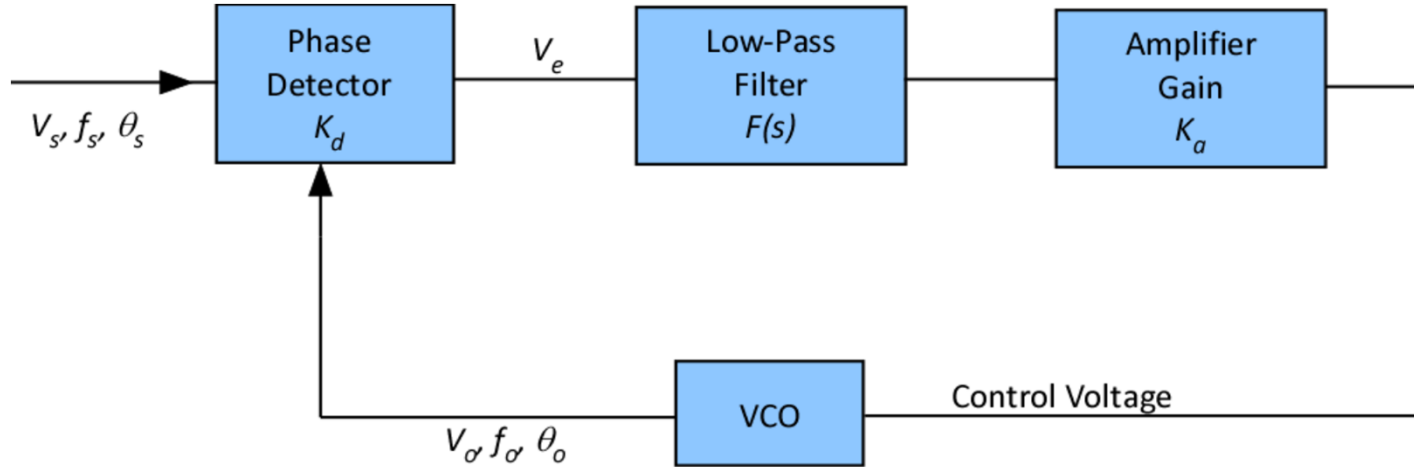 Phase
Detector
K_d
V_e
Low-Pass
Filter
F(s)
Amplifier
Gain
K_a
V_s, f_s, θ_s
VCO
Control Voltage
V_o, f_o, θ_o